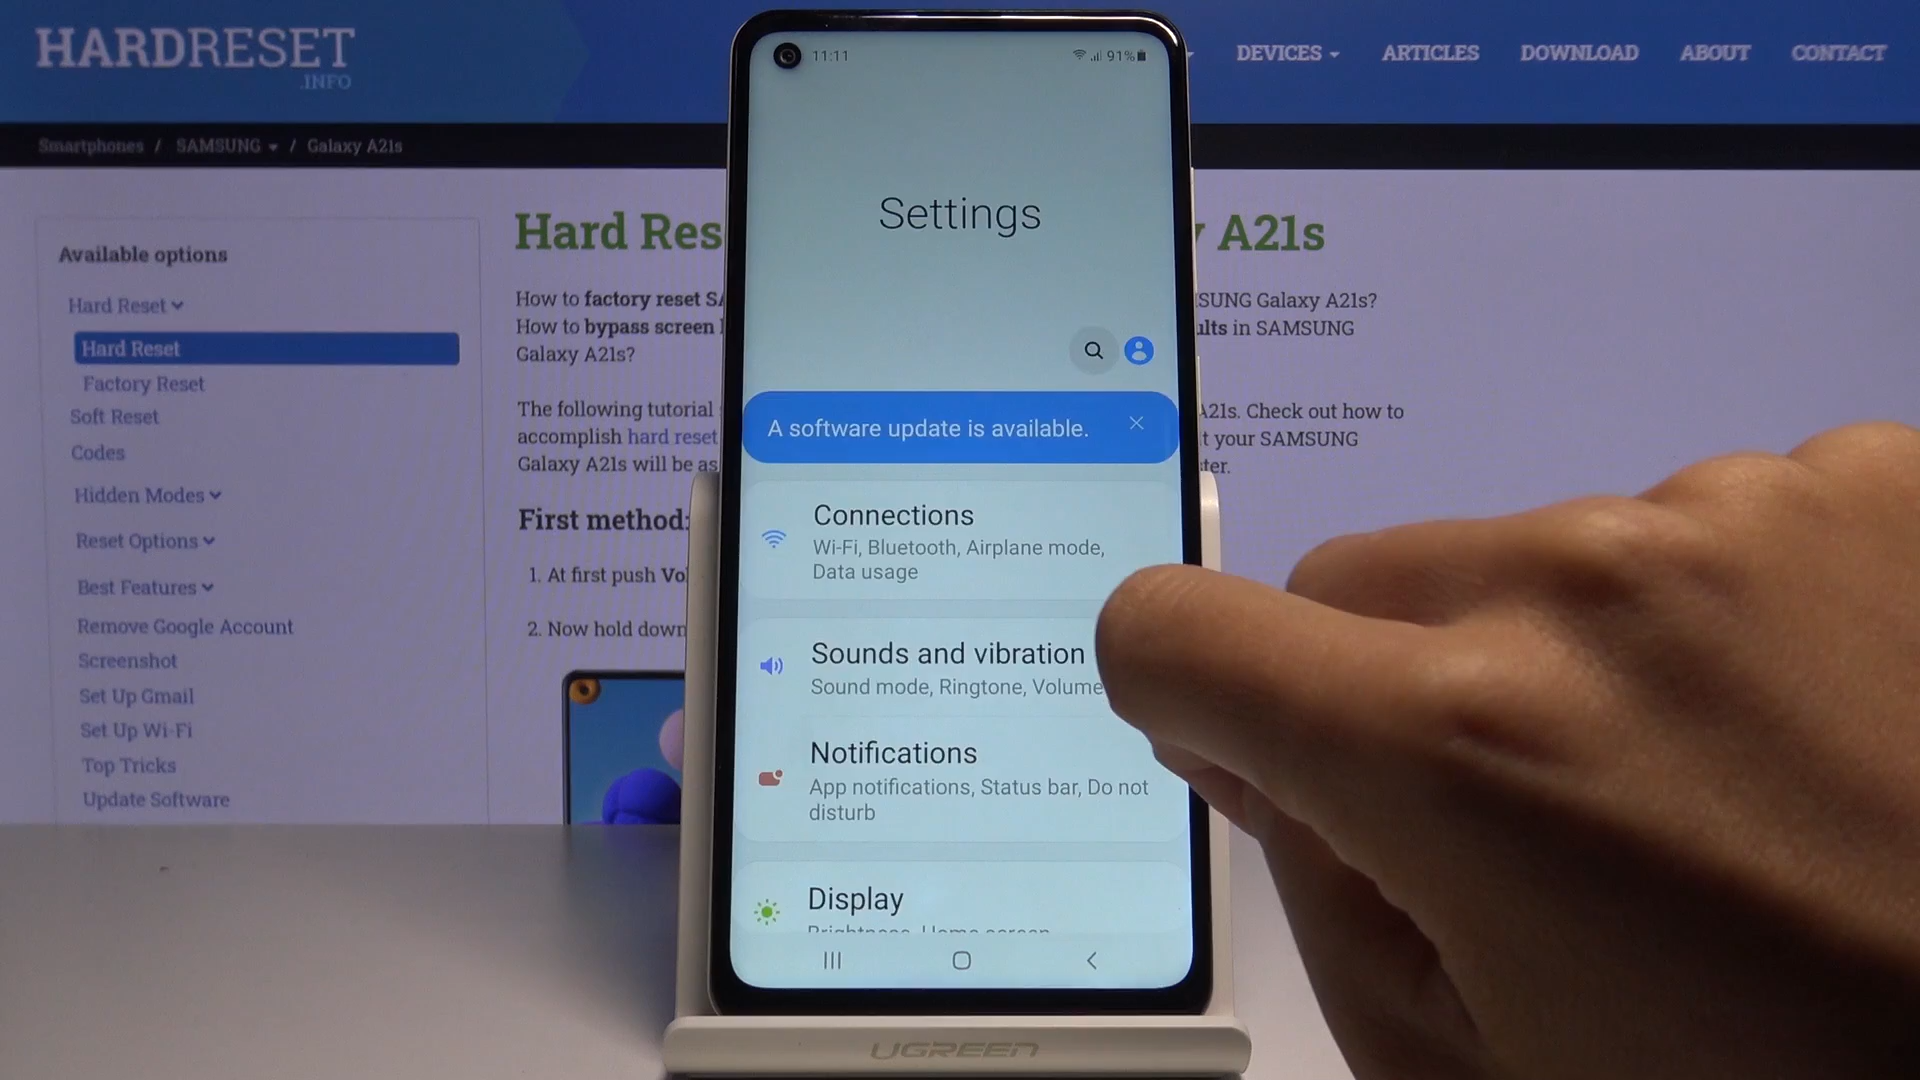 HARDRESET
.INFO
DEVICES
ARTICLES
DOWNLOAD
ABOUT
CONTACT
Smartphones / SAMSUNG / Galaxy A21s
Available options
Hard Reset
Hard Reset
Factory Reset
Soft Reset
Codes
Hidden Modes
Reset Options
Best Features
Remove Google Account
Screenshot
Set Up Gmail
Set Up Wi-Fi
Top Tricks
Update Software
Hard Res
A21s
How to factory reset SA
SUNG Galaxy A21s?
How to bypass screen
ults in SAMSUNG
Galaxy A21s?
The following tutorial
A21s. Check out how to
accomplish hard reset
t your SAMSUNG
Galaxy A21s will be as
ter.
First method:
1. At first push Vo
2. Now hold down
11:11
91%
Settings
A software update is available.
Connections
Wi-Fi, Bluetooth, Airplane mode,
Data usage
Sounds and vibration
Sound mode, Ringtone, Volume
Notifications
App notifications, Status bar, Do not
disturb
Display
Brightness, Home screen
UGREEN